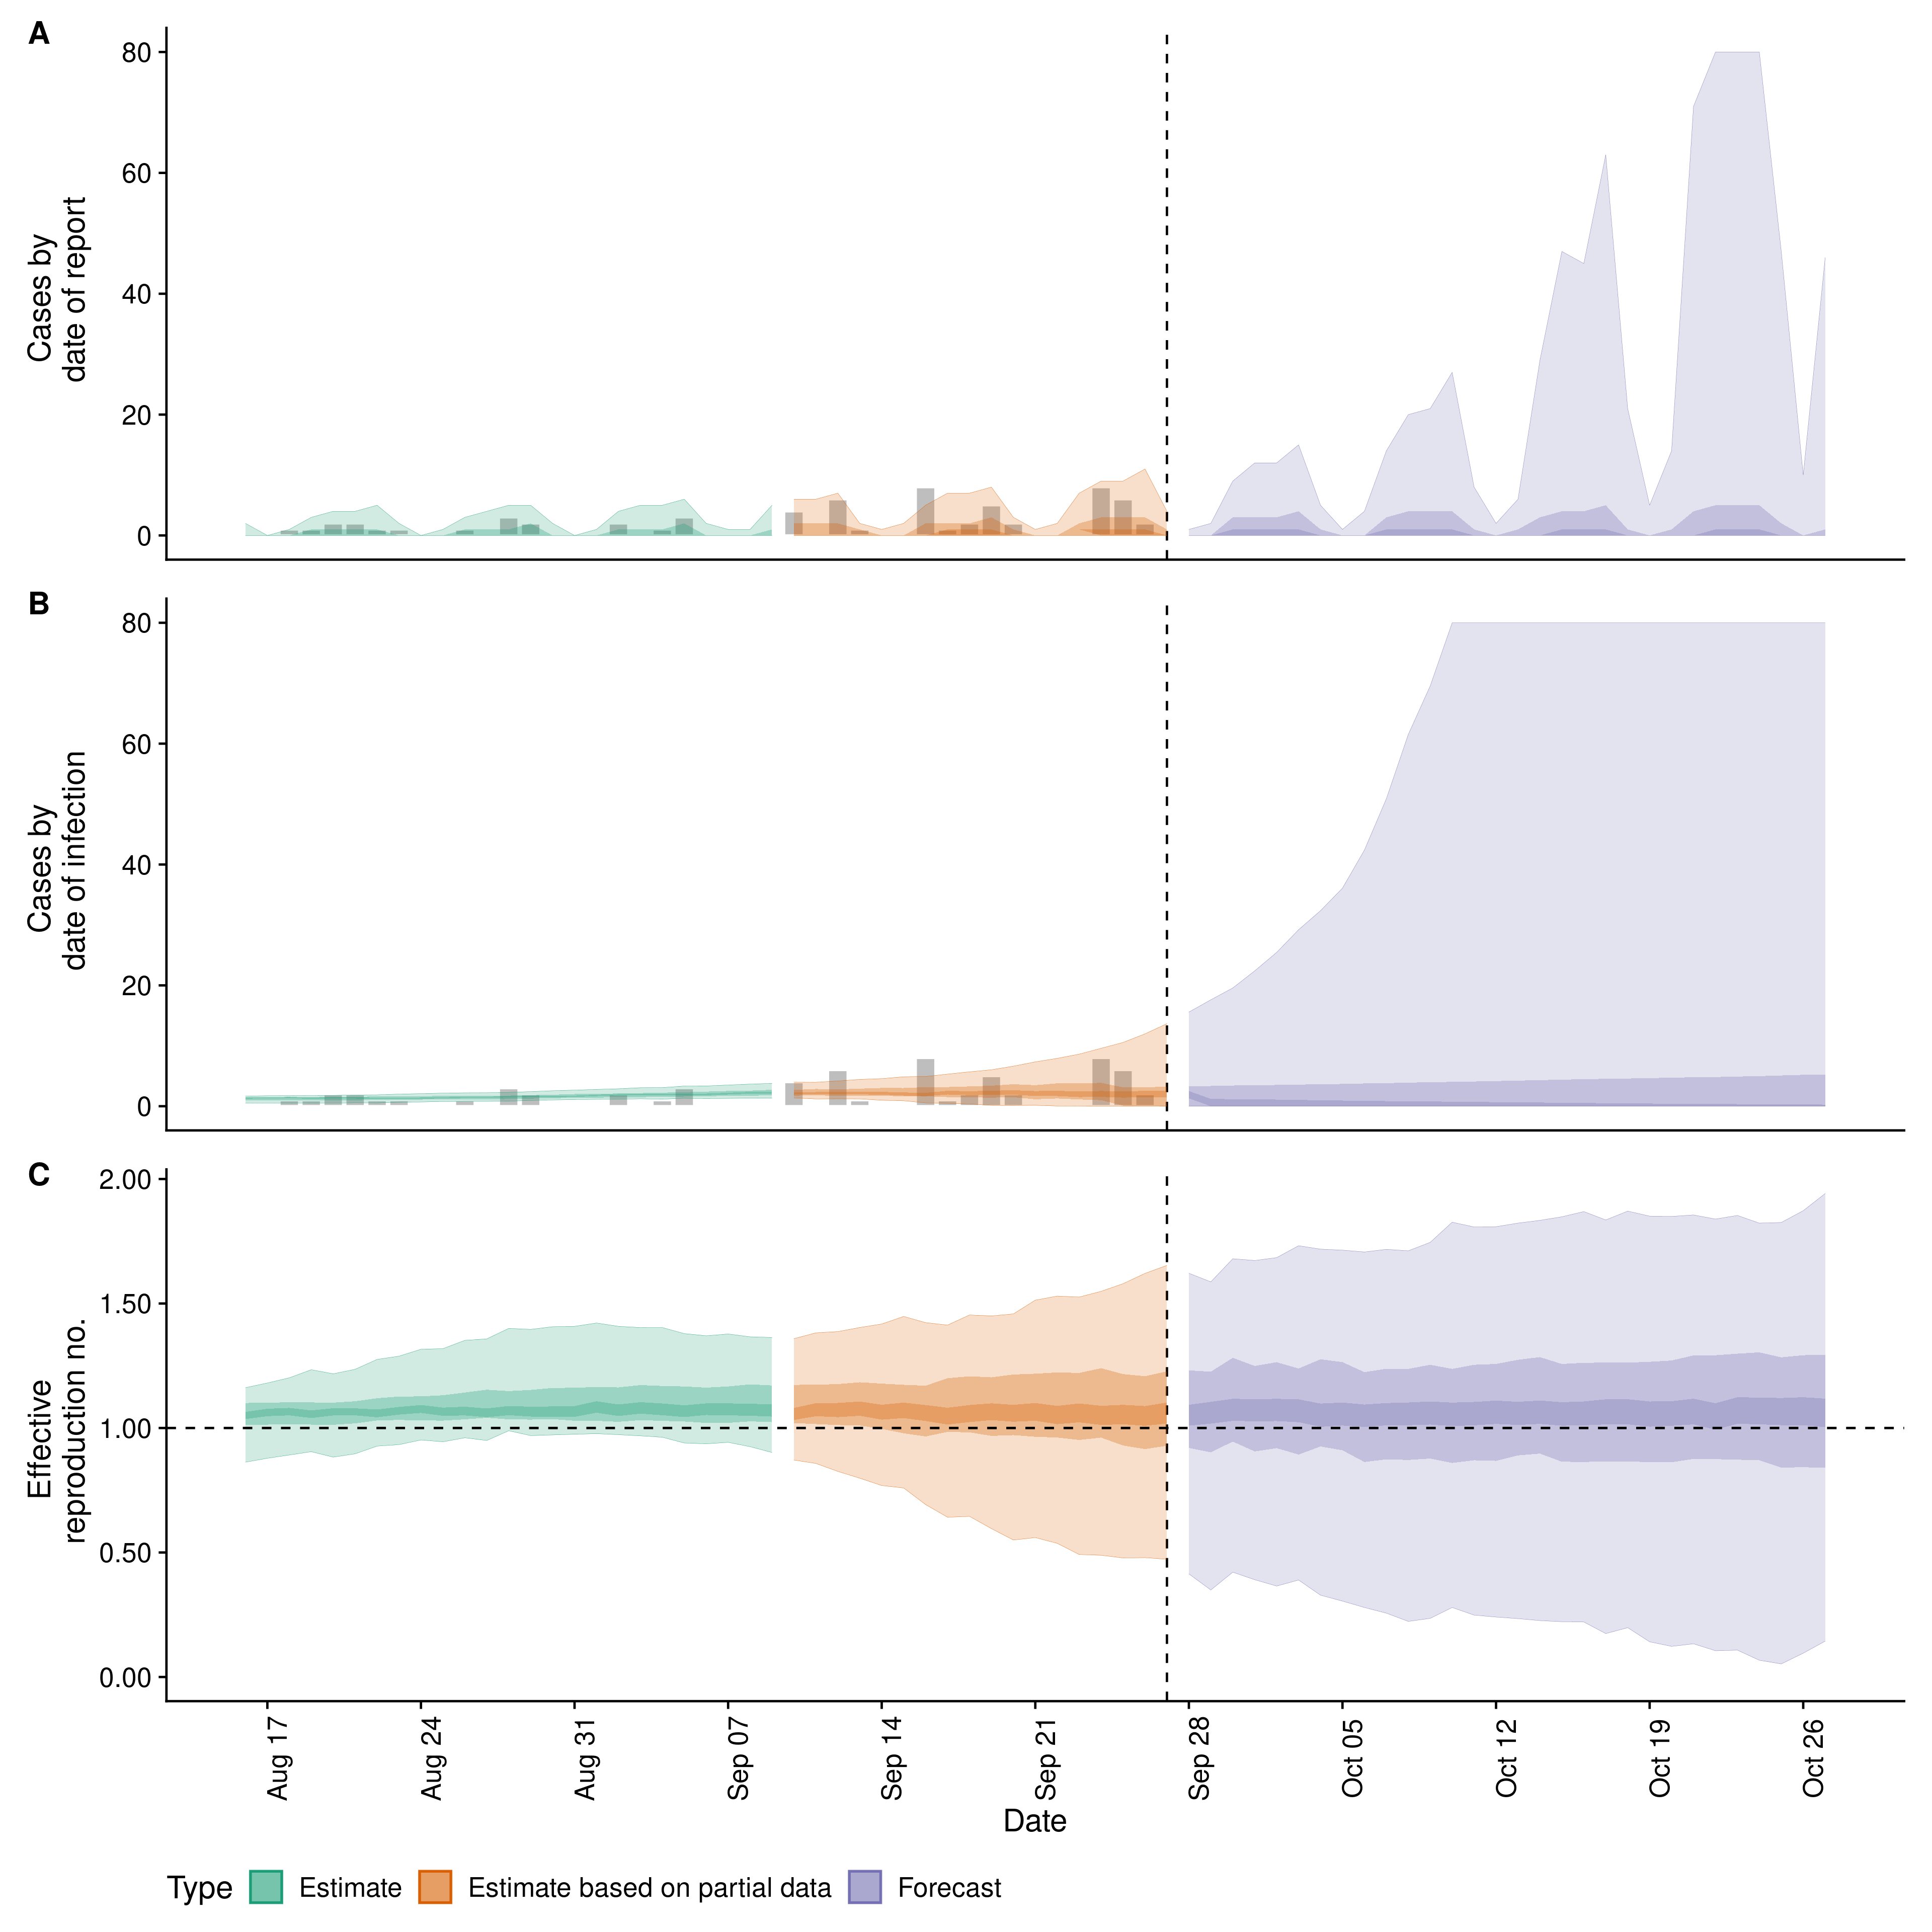 A
80
60
40
20
0
Cases by
date of report
B
80
60
40
20
0
Cases by
date of infection
C
2.00
1.50
1.00
0.50
0.00
Effective
reproduction no.
Aug 17
Aug 24
Aug 31
Sep 07
Sep 14
Sep 21
Sep 28
Oct 05
Oct 12
Oct 19
Oct 26
Date
Type Estimate Estimate based on partial data Forecast